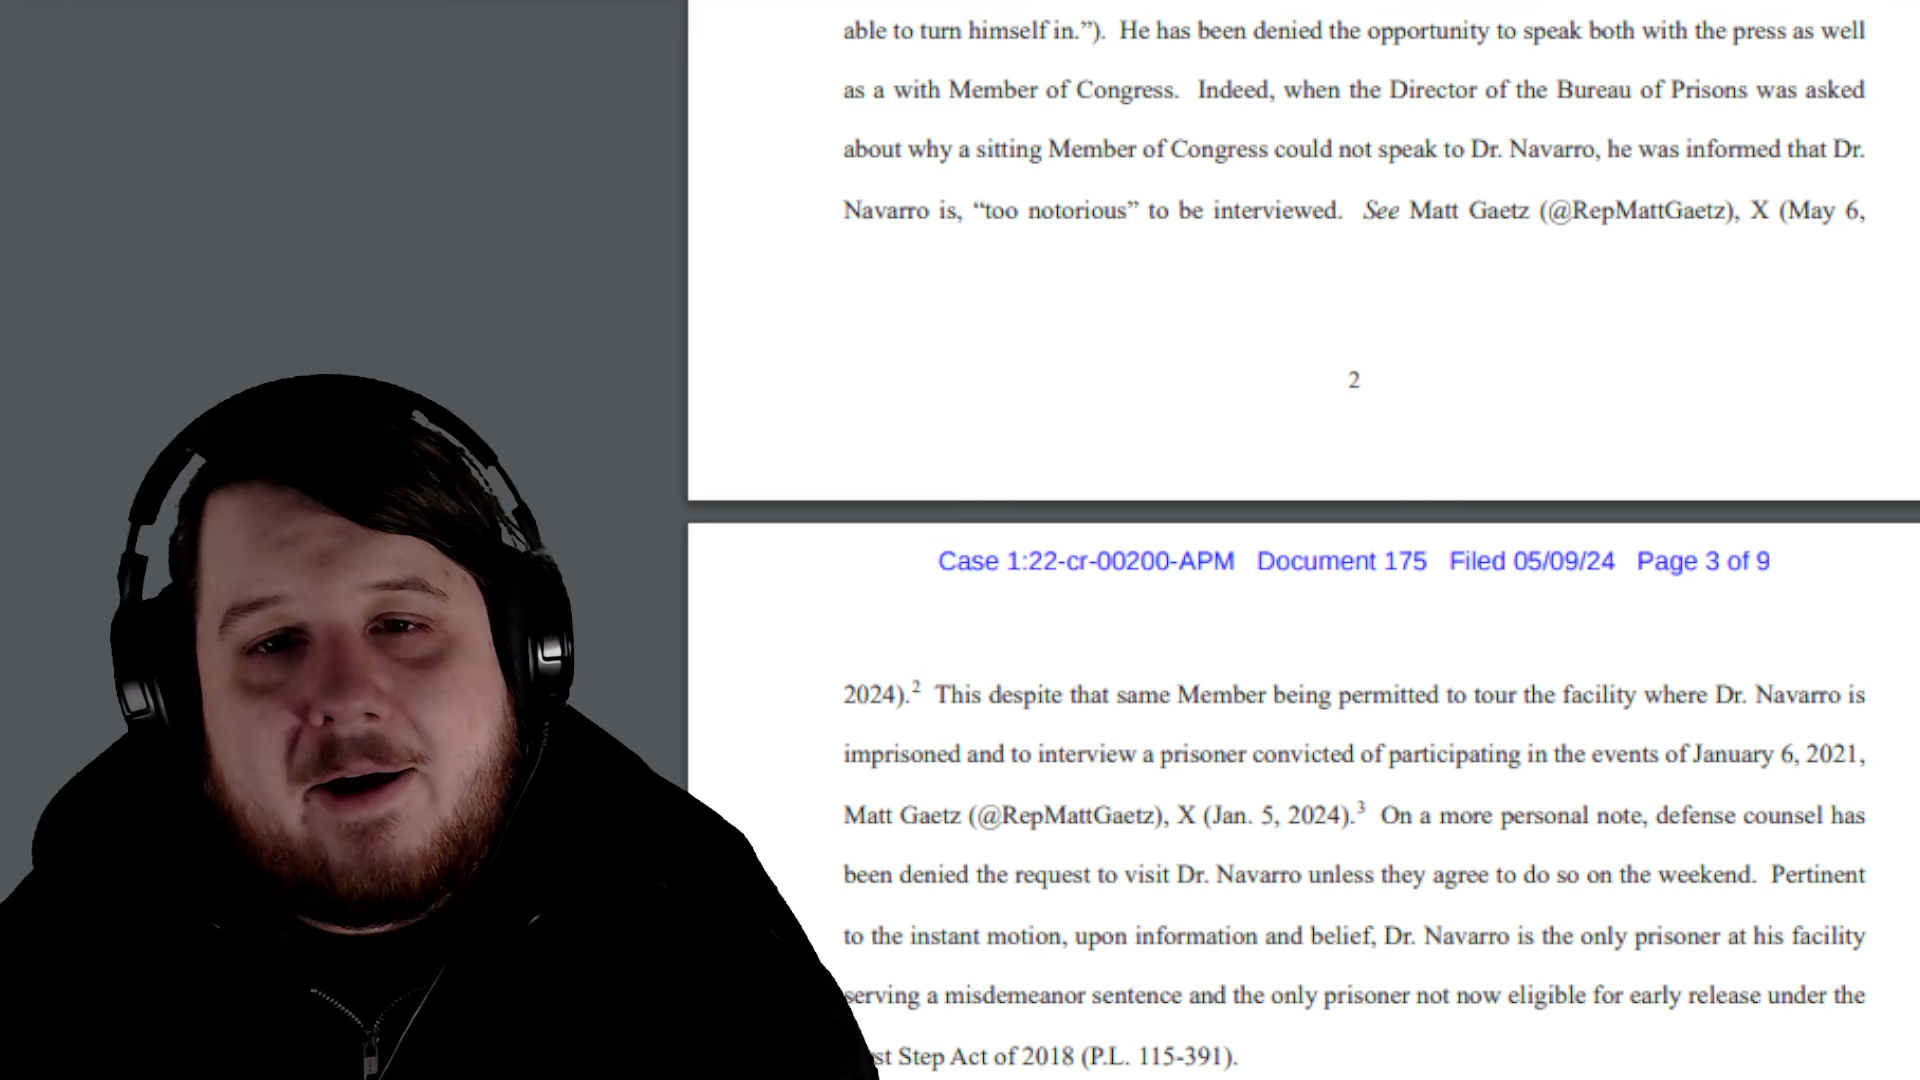 able to turn himself in.”). He has been denied the opportunity to speak both with the press as well
as a with Member of Congress. Indeed, when the Director of the Bureau of Prisons was asked
about why a sitting Member of Congress could not speak to Dr. Navarro, he was informed that Dr.
Navarro is, “too notorious” to be interviewed. See Matt Gaetz (@RepMattGaetz), X (May 6,
2
Case 1:22-cr-00200-APM Document 175 Filed 05/09/24 Page 3 of 9
2024).2 This despite that same Member being permitted to tour the facility where Dr. Navarro is
imprisoned and to interview a prisoner convicted of participating in the events of January 6, 2021,
Matt Gaetz (@RepMattGaetz), X (Jan. 5, 2024).3 On a more personal note, defense counsel has
been denied the request to visit Dr. Navarro unless they agree to do so on the weekend. Pertinent
to the instant motion, upon information and belief, Dr. Navarro is the only prisoner at his facility
serving a misdemeanor sentence and the only prisoner not now eligible for early release under the
st Step Act of 2018 (P.L. 115-391).